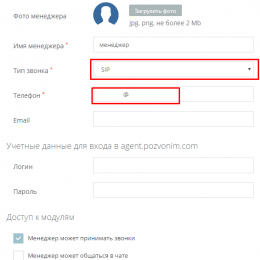 Фото менеджера
Загрузить фото
jpg, png, не более 2 Mb
Имя менеджера * менеджер
Тип звонка * SIP
Телефон * @
Email
Учетные данные для входа в agent.pozvonim.com
Логин
Пароль
Доступ к модулям
Менеджер может принимать звонки
Менеджер может общаться в чате